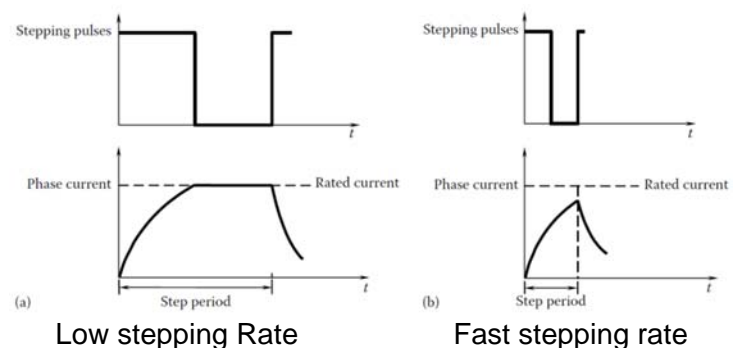 Stepping pulses
t
Phase current
Rated current
t
(a)
Step period
Low stepping Rate
Stepping pulses
t
Phase current
Rated current
t
(b)
Step period
Fast stepping rate